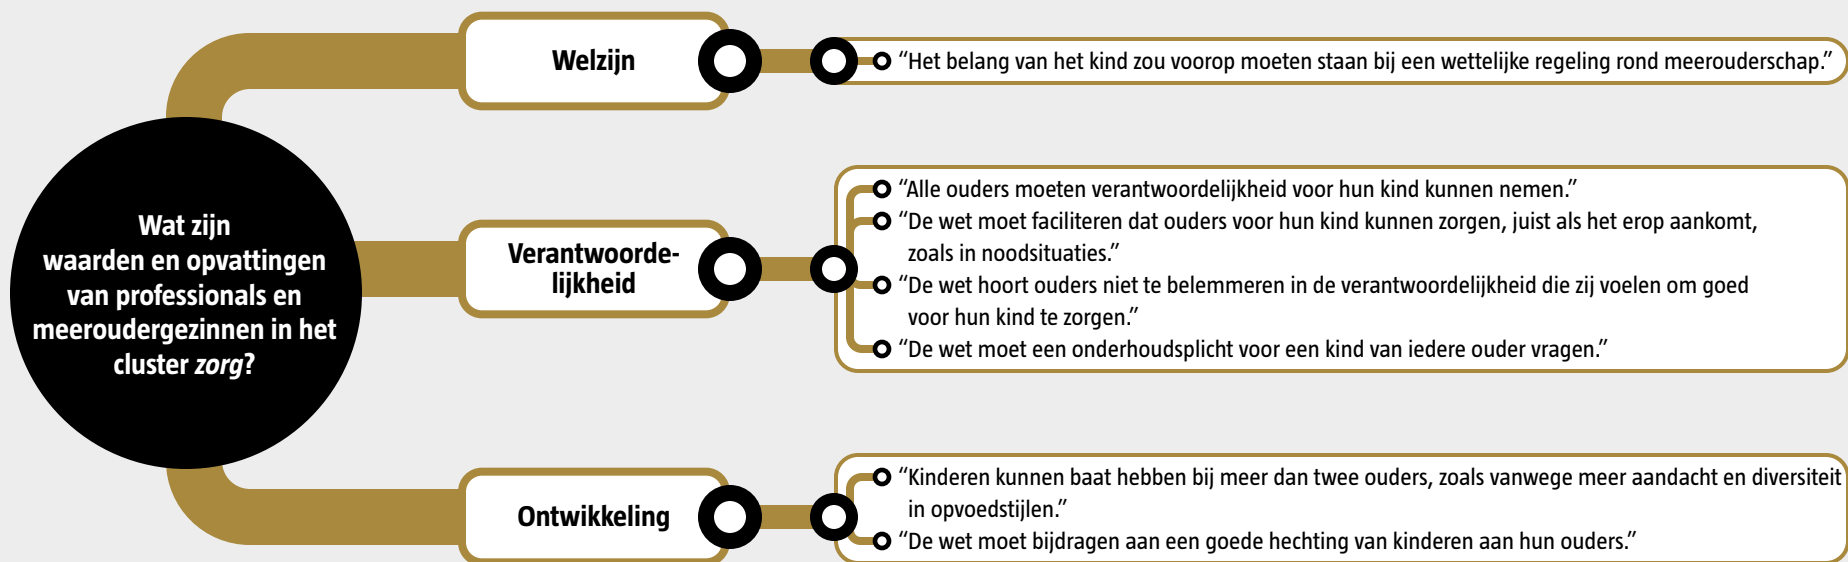 Wat zijn
waarden en opvattingen
van professionals en
meeroudergezinnen in het
cluster zorg?
Welzijn
“Het belang van het kind zou voorop moeten staan bij een wettelijke regeling rond meerouderschap.”
Verantwoorde-
lijkheid
“Alle ouders moeten verantwoordelijkheid voor hun kind kunnen nemen.”
“De wet moet faciliteren dat ouders voor hun kind kunnen zorgen, juist als het erop aankomt,
zoals in noodsituaties.”
“De wet hoort ouders niet te belemmeren in de verantwoordelijkheid die zij voelen om goed
voor hun kind te zorgen.”
“De wet moet een onderhoudsplicht voor een kind van iedere ouder vragen.”
Ontwikkeling
“Kinderen kunnen baat hebben bij meer dan twee ouders, zoals vanwege meer aandacht en diversiteit
in opvoedstijlen.”
“De wet moet bijdragen aan een goede hechting van kinderen aan hun ouders.”